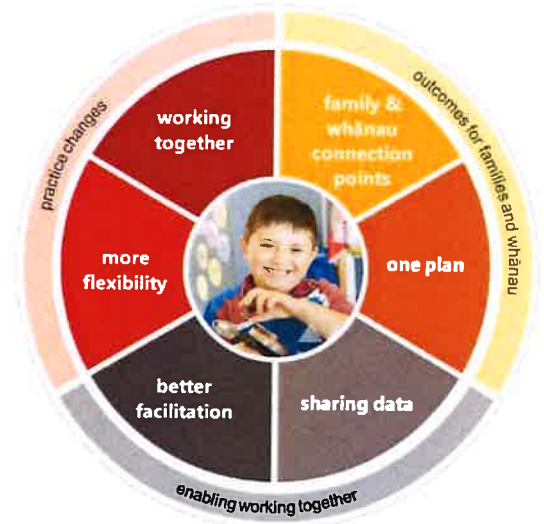 practice changes
outcomes for families and whānau
working
together
family &
whānau
connection
points
more
flexibility
one plan
better
facilitation
sharing data
enabling working together